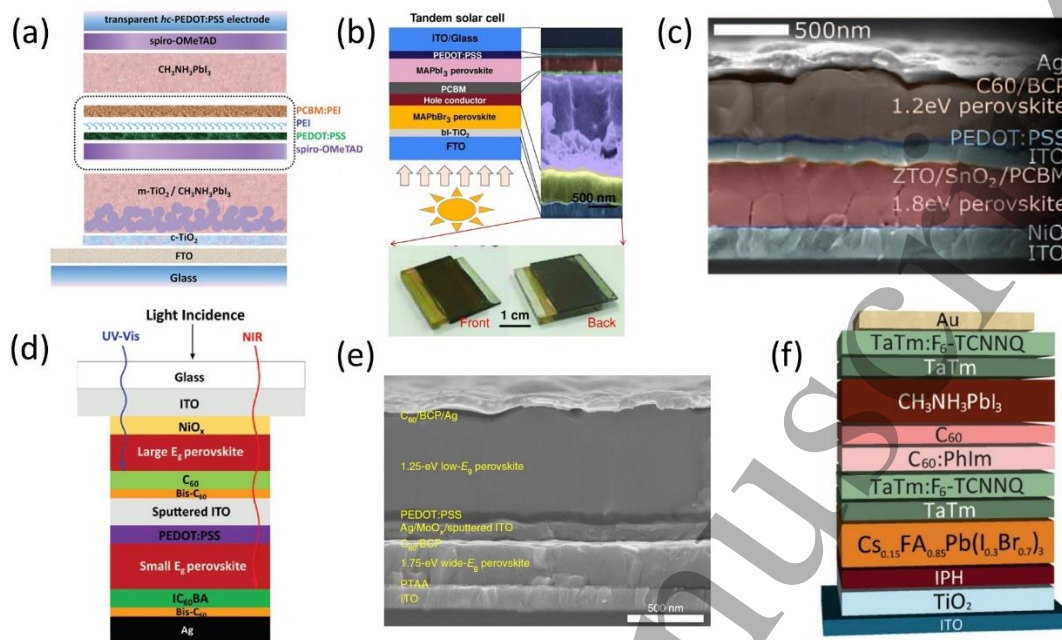 (a)
transparent hc-PEDOT:PSS electrode
spiro-OMeTAD
CH₃NH₃PbI₃
PCBM:PEI
PEI
PEDOT:PSS
spiro-OMeTAD
m-TiO₂ / CH₃NH₃PbI₃
c-TiO₂
FTO
Glass
(b)
Tandem solar cell
ITO/Glass
PEDOT:PSS
MAPbI₃ perovskite
PCBM
Hole conductor
MAPbBr₃ perovskite
bl-TiO₂
FTO
500 nm
Front
1 cm
Back
(c)
500nm
Ag
C60/BCP
1.2eV perovskite
PEDOT:PSS
ITO
ZTO/SnO₂/PCBM
1.8eV perovskite
NiO
ITO
(d)
Light Incidence
UV-Vis
NIR
Glass
ITO
NiOₓ
Large E_g perovskite
C₆₀
Bis-C₆₀
Sputtered ITO
PEDOT:PSS
Small E_g perovskite
IC₆₀BA
Bis-C₆₀
Ag
(e)
C₆₀/BCP/Ag
1.25-eV low-E_g perovskite
PEDOT:PSS
Ag/MoOₓ/sputtered ITO
C₆₀/BCP
1.75-eV wide-E_g perovskite
PTAA
ITO
500 nm
(f)
Au
TaTm:F₆-TCNNQ
TaTm
CH₃NH₃PbI₃
C₆₀
C₆₀:PhIm
TaTm:F₆-TCNNQ
TaTm
Cs₀.₁₅FA₀.₈₅Pb(I₀.₃Br₀.₇)₃
IPH
TiO₂
ITO